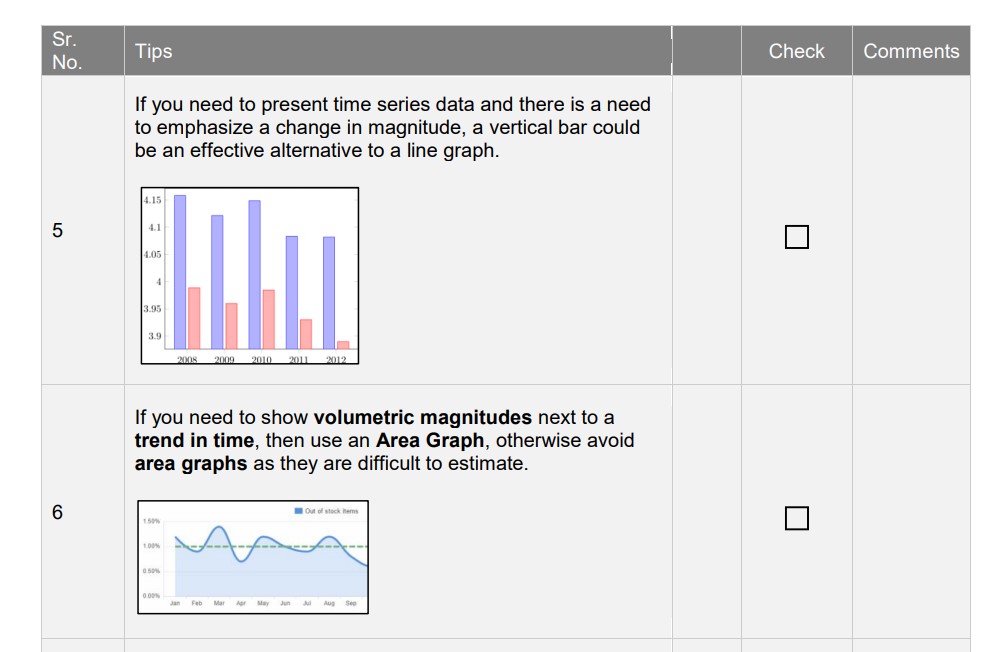 Sr.
No.
Tips
Check
Comments
5
If you need to present time series data and there is a need
to emphasize a change in magnitude, a vertical bar could
be an effective alternative to a line graph.
4.15
4.1
4.05
4
3.95
3.9
2008 2009 2010 2011 2012
6
If you need to show volumetric magnitudes next to a
trend in time, then use an Area Graph, otherwise avoid
area graphs as they are difficult to estimate.
Out of stock items
1.50%
1.00%
0.50%
0.00%
Jan Feb Mar Apr May Jun Jul Aug Sep